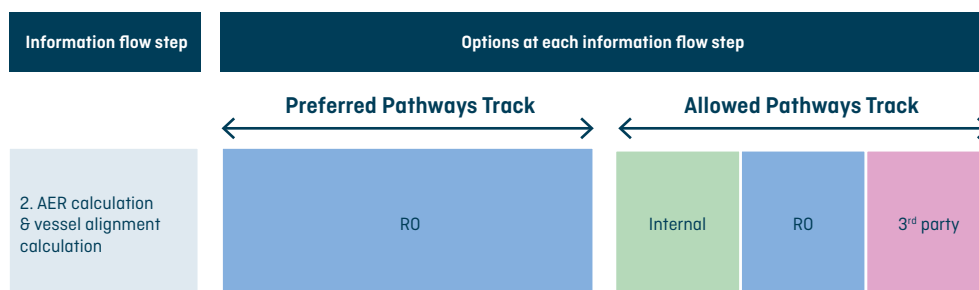 Information flow step
Options at each information flow step
Preferred Pathways Track
Allowed Pathways Track
2. AER calculation
& vessel alignment
calculation
RO
Internal
RO
3rd party